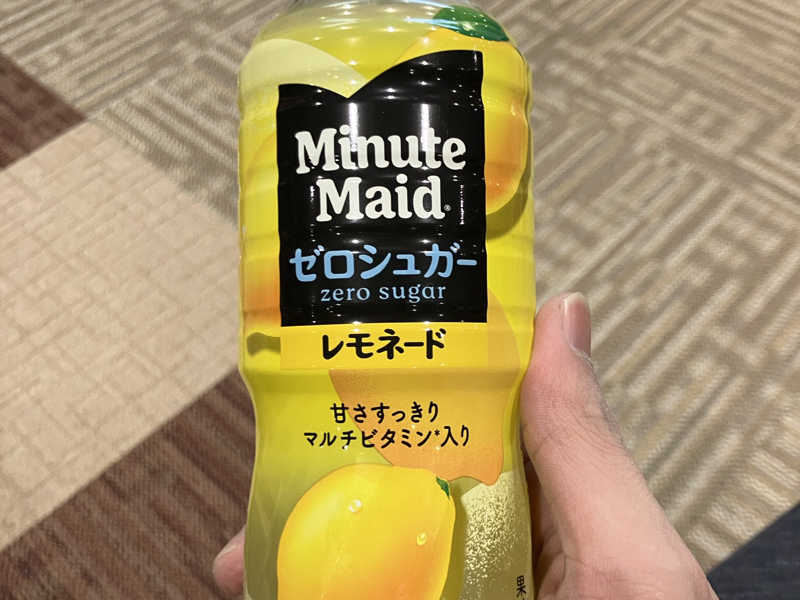 Minute
Maid®
ゼロシュガー
zero sugar
レモネード
甘さすっきり
マルチビタミン*入り
果